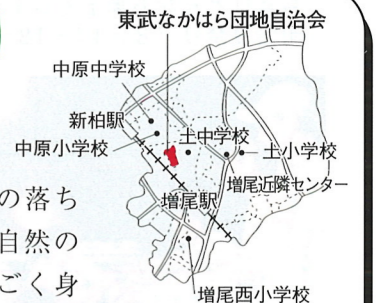 東武なかはら団地自治会
中原中学校
新柏駅
中原小学校
土中学校
土小学校
増尾近隣センター
増尾駅
増尾西小学校
の落ち
自然の
ごく身